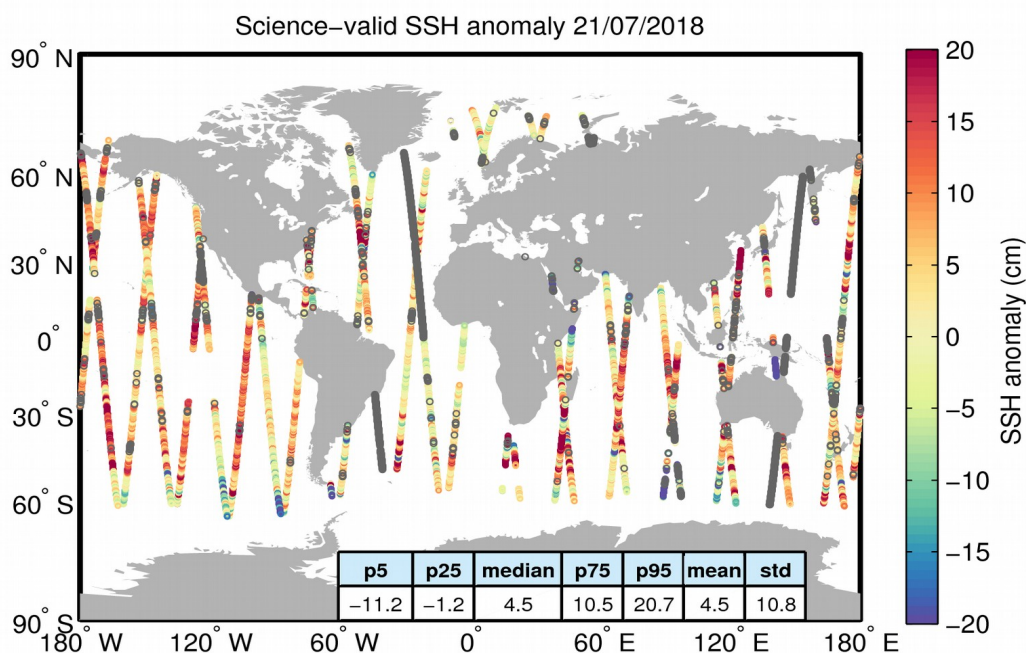 Science−valid SSH anomaly 21/07/2018
90° N
60° N
30° N
0°
30° S
60° S
90° S
180° W
120° W
60° W
0°
60° E
120° E
180° E
p5 p25 median p75 p95 mean std
−11.2 −1.2 4.5 10.5 20.7 4.5 10.8
20
15
10
5
0
−5
−10
−15
−20
SSH anomaly (cm)